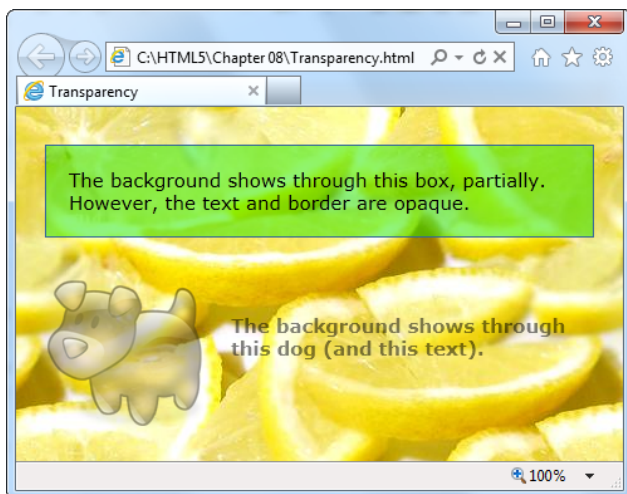 C:\HTML5\Chapter 08\Transparency.html
Transparency
The background shows through this box, partially.
However, the text and border are opaque.
The background shows through
this dog (and this text).
100%